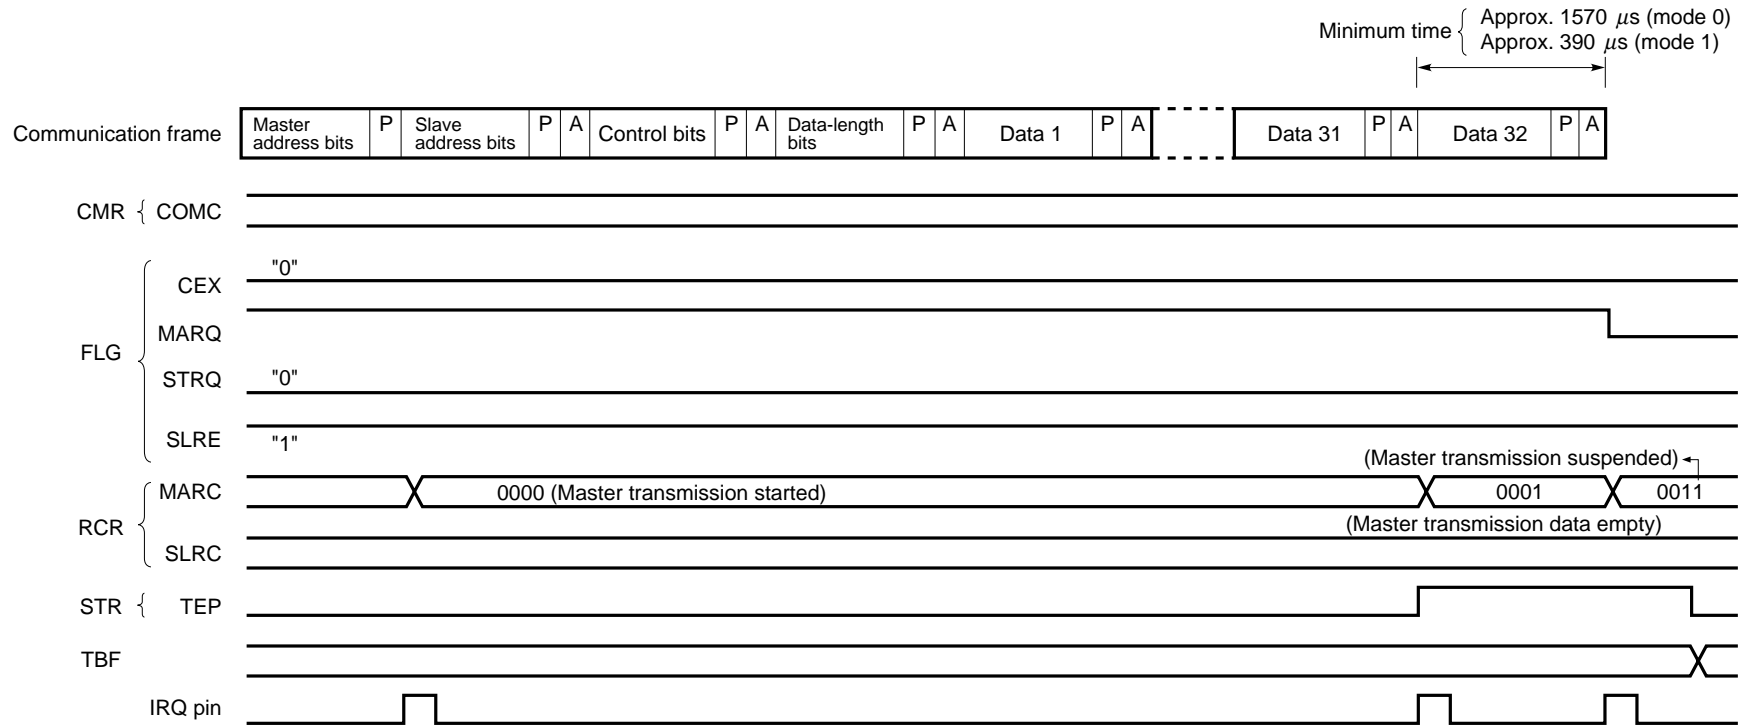 Minimum time { Approx. 1570 μs (mode 0)
Approx. 390 μs (mode 1)
Communication frame
Master address bits
P
Slave address bits
P
A
Control bits
P
A
Data-length bits
P
A
Data 1
P
A
Data 31
P
A
Data 32
P
A
CMR { COMC
FLG
CEX
"0"
MARQ
STRQ
"0"
SLRE
"1"
(Master transmission suspended)
RCR
MARC
0000 (Master transmission started)
0001
0011
(Master transmission data empty)
SLRC
STR { TEP
TBF
IRQ pin